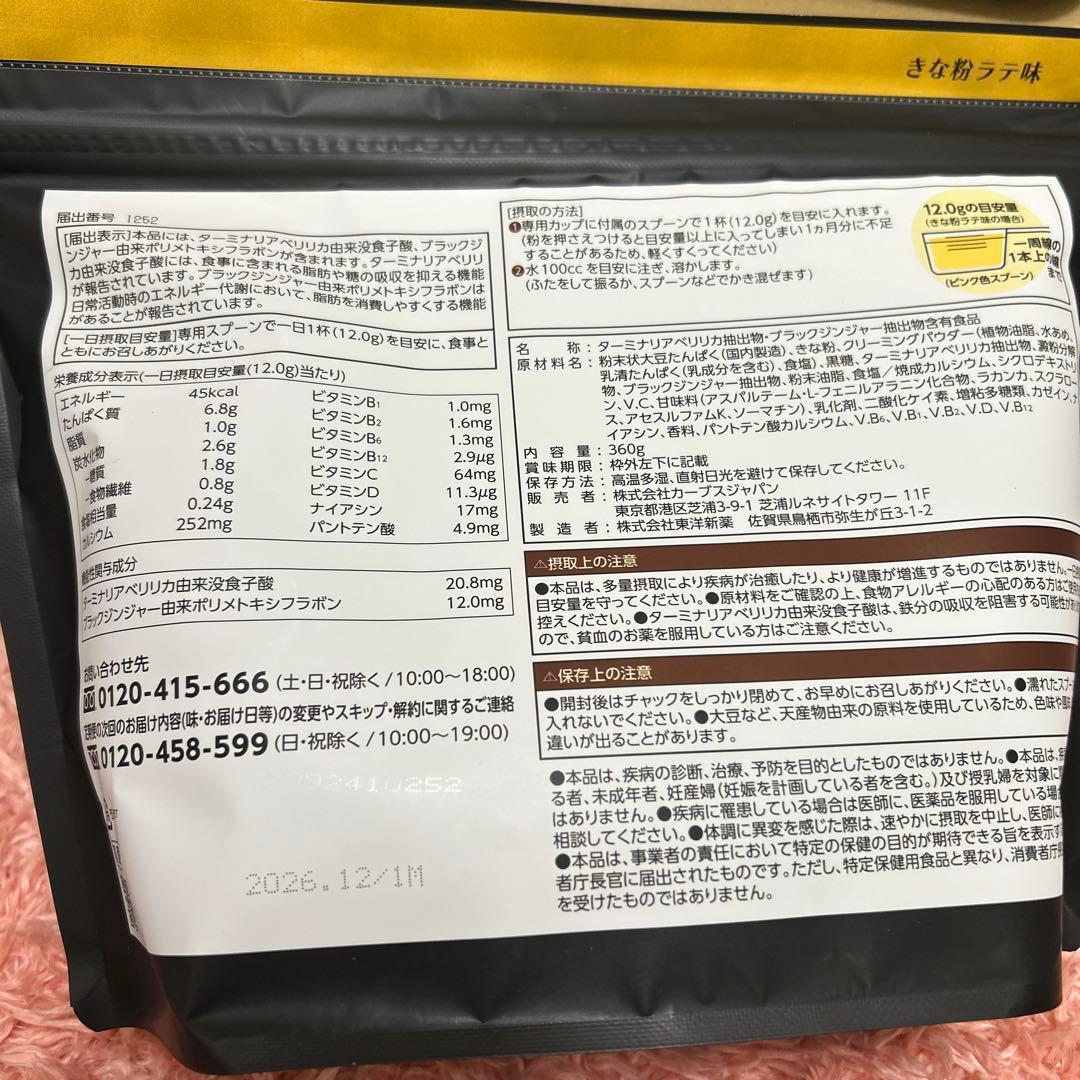 きな粉ラテ味
届出番号 1252
[届出表示]本品には、ターミナリアベリリカ由来没食子酸、ブラックジ
ンジャー由来ポリメトキシフラボンが含まれます。ターミナリアベリリ
カ由来没食子酸には、食事に含まれる脂肪や糖の吸収を抑える機能
が報告されています。ブラックジンジャー由来ポリメトキシフラボンは
日常活動時のエネルギー代謝において、脂肪を消費しやすくする機能
があることが報告されています。
[一日摂取目安量]専用スプーンで一日1杯(12.0g)を目安に、食事と
ともにお召しあがりください。
栄養成分表示(一日摂取目安量(12.0g)当たり)
エネルギー 45kcal ビタミンB₁ 1.0mg
たんぱく質 6.8g ビタミンB₂ 1.6mg
脂質 1.0g ビタミンB₆ 1.3mg
炭水化物 2.6g ビタミンB₁₂ 2.9μg
-糖質 1.8g ビタミンC 64mg
-食物繊維 0.8g ビタミンD 11.3μg
食塩相当量 0.24g ナイアシン 17mg
カルシウム 252mg パントテン酸 4.9mg
機能性関与成分
ターミナリアベリリカ由来没食子酸 20.8mg
ブラックジンジャー由来ポリメトキシフラボン 12.0mg
お問い合わせ先
0120-415-666 (土・日・祝除く/10:00〜18:00)
定期便の次回のお届け内容(味・お届け日等)の変更やスキップ・解約に関するご連絡
0120-458-599 (日・祝除く/10:00〜19:00)
2026.12/1M
[摂取の方法]
❶専用カップに付属のスプーンで1杯(12.0g)を目安に入れます。
(粉を押さえつけると目安量以上に入ってしまい1ヵ月分に不足
することがあるため、軽くすくってください)
❷水100ccを目安に注ぎ、溶かします。
(ふたをして振るか、スプーンなどでかき混ぜます)
12.0gの目安量
(きな粉ラテ味の場合)
一周線の
1本上の線
まで
(ピンク色スプーン)
名 称:ターミナリアベリリカ抽出物・ブラックジンジャー抽出物含有食品
原材料名:粉末状大豆たんぱく(国内製造)、きな粉、クリーミングパウダー(植物油脂、水あめ、
乳清たんぱく(乳成分を含む)、食塩)、黒糖、ターミナリアベリリカ抽出物、澱粉分解
物、ブラックジンジャー抽出物、粉末油脂、食塩/焼成カルシウム、シクロデキストリ
ン、V.C、甘味料(アスパルテーム・L-フェニルアラニン化合物、ラカンカ、スクラロー
ス、アセスルファムK、ソーマチン)、乳化剤、二酸化ケイ素、増粘多糖類、カゼイン、ナ
イアシン、香料、パントテン酸カルシウム、V.B₆、V.B₁、V.B₂、V.D、V.B₁₂
内 容 量:360g
賞味期限:枠外左下に記載
保存方法:高温多湿、直射日光を避けて保存してください。
販 売 者:株式会社カーブスジャパン
東京都港区芝浦3-9-1 芝浦ルネサイトタワー 11F
製 造 者:株式会社東洋新薬 佐賀県鳥栖市弥生が丘3-1-2
⚠摂取上の注意
●本品は、多量摂取により疾病が治癒したり、より健康が増進するものではありません。一日
目安量を守ってください。●原材料をご確認の上、食物アレルギーの心配のある方はご使用
控えください。●ターミナリアベリリカ由来没食子酸は、鉄分の吸収を阻害する可能性が
ので、貧血のお薬を服用している方はご注意ください。
⚠保存上の注意
●開封後はチャックをしっかり閉めて、お早めにお召しあがりください。●濡れたスプ
入れないでください。●大豆など、天産物由来の原料を使用しているため、色味や風
違いが出ることがあります。
●本品は、疾病の診断、治療、予防を目的としたものではありません。●本品は、疾
る者、未成年者、妊産婦(妊娠を計画している者を含む。)及び授乳婦を対象に
はありません。●疾病に罹患している場合は医師に、医薬品を服用している場合
相談してください。●体調に異変を感じた際は、速やかに摂取を中止し、医師に
●本品は、事業者の責任において特定の保健の目的が期待できる旨を表示
者庁長官に届出されたものです。ただし、特定保健用食品と異なり、消費者庁長
を受けたものではありません。